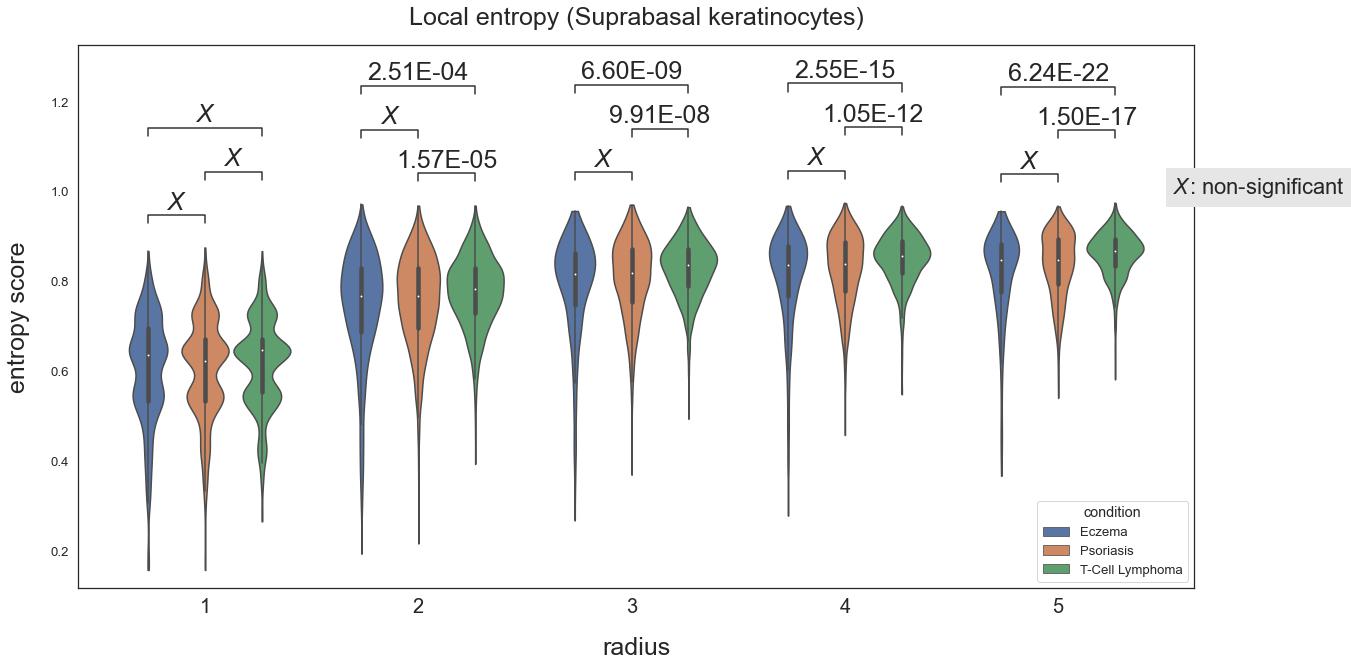 Local entropy (Suprabasal keratinocytes)
2.51E-04
6.60E-09
2.55E-15
6.24E-22
1.2
X
X
9.91E-08
1.05E-12
1.50E-17
X
1.57E-05
X
X
X
1.0
X: non-significant
X
entropy score
0.8
0.6
0.4
0.2
condition
Eczema
Psoriasis
T-Cell Lymphoma
1 2 3 4 5
radius